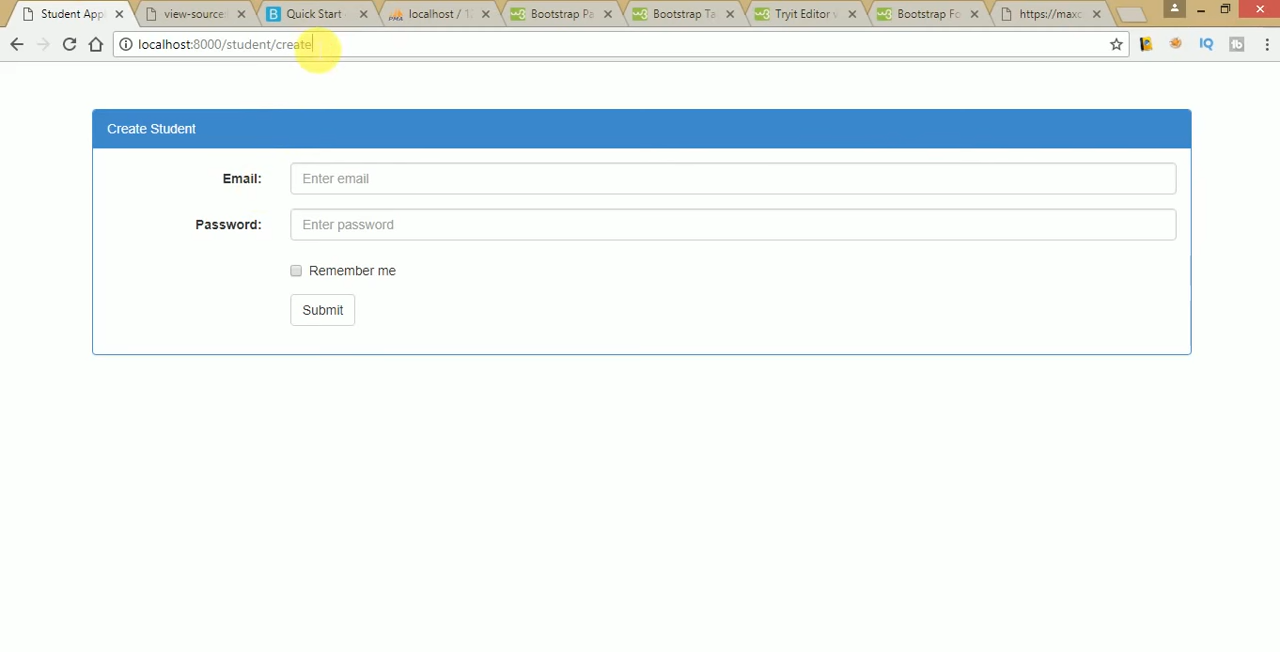 Student App view-source: Quick Start localhost / 12 Bootstrap Pa Bootstrap Ta Tryit Editor v Bootstrap Fo https://maxc
localhost:8000/student/create
Create Student
Email: Enter email
Password: Enter password
Remember me
Submit